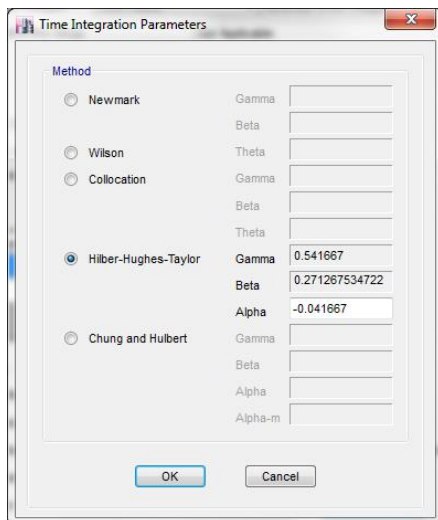 Time Integration Parameters
Method
Newmark Gamma
Beta
Wilson Theta
Collocation Gamma
Beta
Theta
Hilber-Hughes-Taylor Gamma 0.541667
Beta 0.271267534722
Alpha -0.041667
Chung and Hulbert Gamma
Beta
Alpha
Alpha-m
OK Cancel